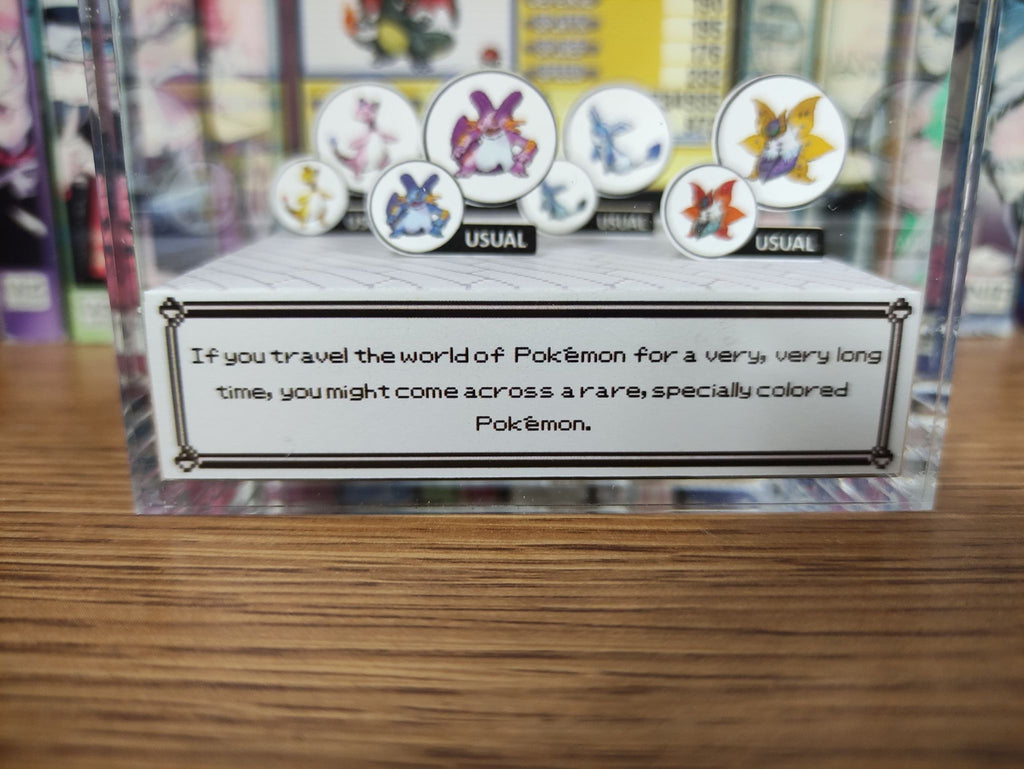 USUAL
USUAL
USUAL
If you travel the world of Pokémon for a very, very long
time, you might come across a rare, specially colored
Pokémon.